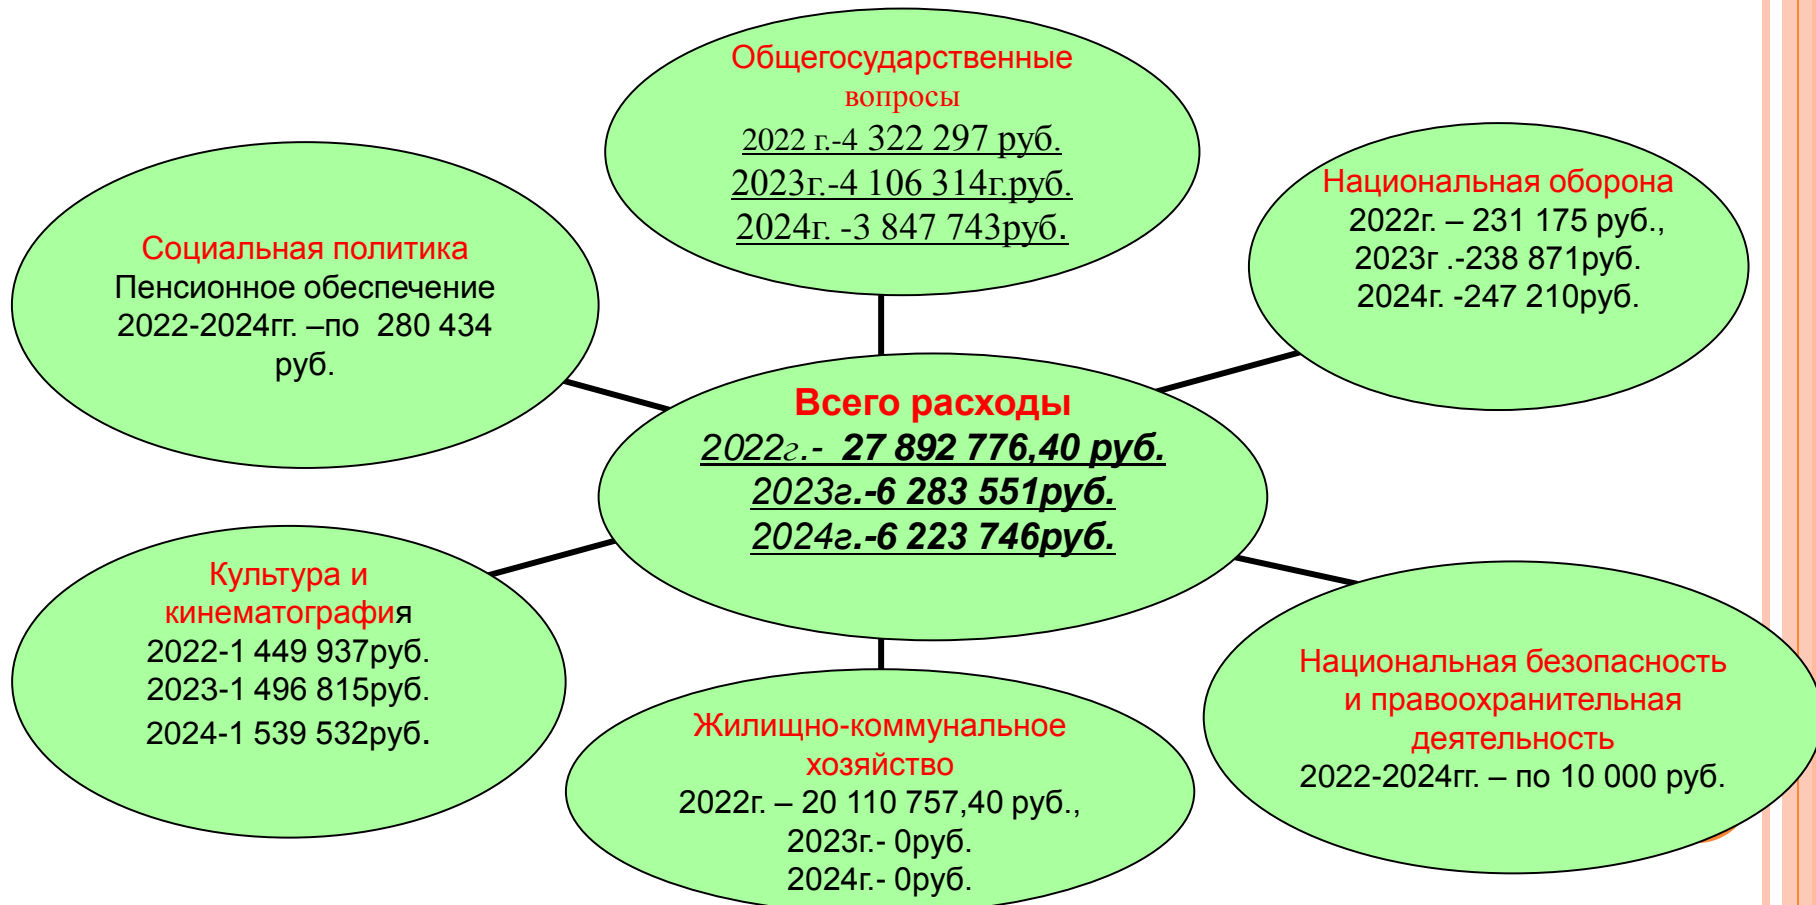 Общегосударственные
вопросы
2022 г.-4 322 297 руб.
2023г.-4 106 314г.руб.
2024г. -3 847 743руб.
Национальная оборона
2022г. – 231 175 руб.,
2023г .-238 871руб.
2024г. -247 210руб.
Социальная политика
Пенсионное обеспечение
2022-2024гг. –по 280 434
руб.
Всего расходы
2022г.- 27 892 776,40 руб.
2023г.-6 283 551руб.
2024г.-6 223 746руб.
Культура и
кинематография
2022-1 449 937руб.
2023-1 496 815руб.
2024-1 539 532руб.
Жилищно-коммунальное
хозяйство
2022г. – 20 110 757,40 руб.,
2023г.- 0руб.
2024г.- 0руб.
Национальная безопасность
и правоохранительная
деятельность
2022-2024гг. – по 10 000 руб.